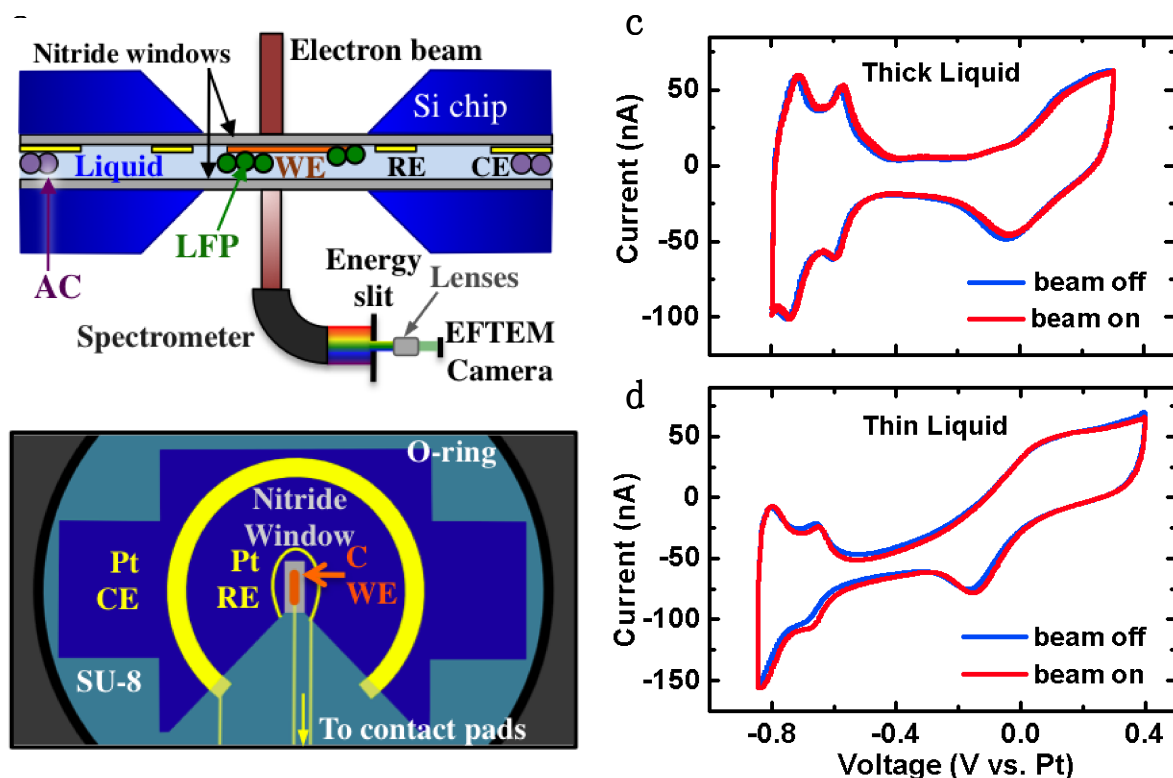 Nitride windows
Electron beam
Si chip
Liquid
WE
RE
CE
LFP
AC
Energy
slit
Lenses
Spectrometer
EFTEM
Camera
O-ring
Nitride
Window
Pt
CE
Pt
RE
C
WE
SU-8
To contact pads
c
Thick Liquid
Current (nA)
50
0
-50
-100
beam off
beam on
d
Thin Liquid
Current (nA)
50
0
-50
-100
-150
beam off
beam on
-0.8
-0.4
0.0
0.4
Voltage (V vs. Pt)